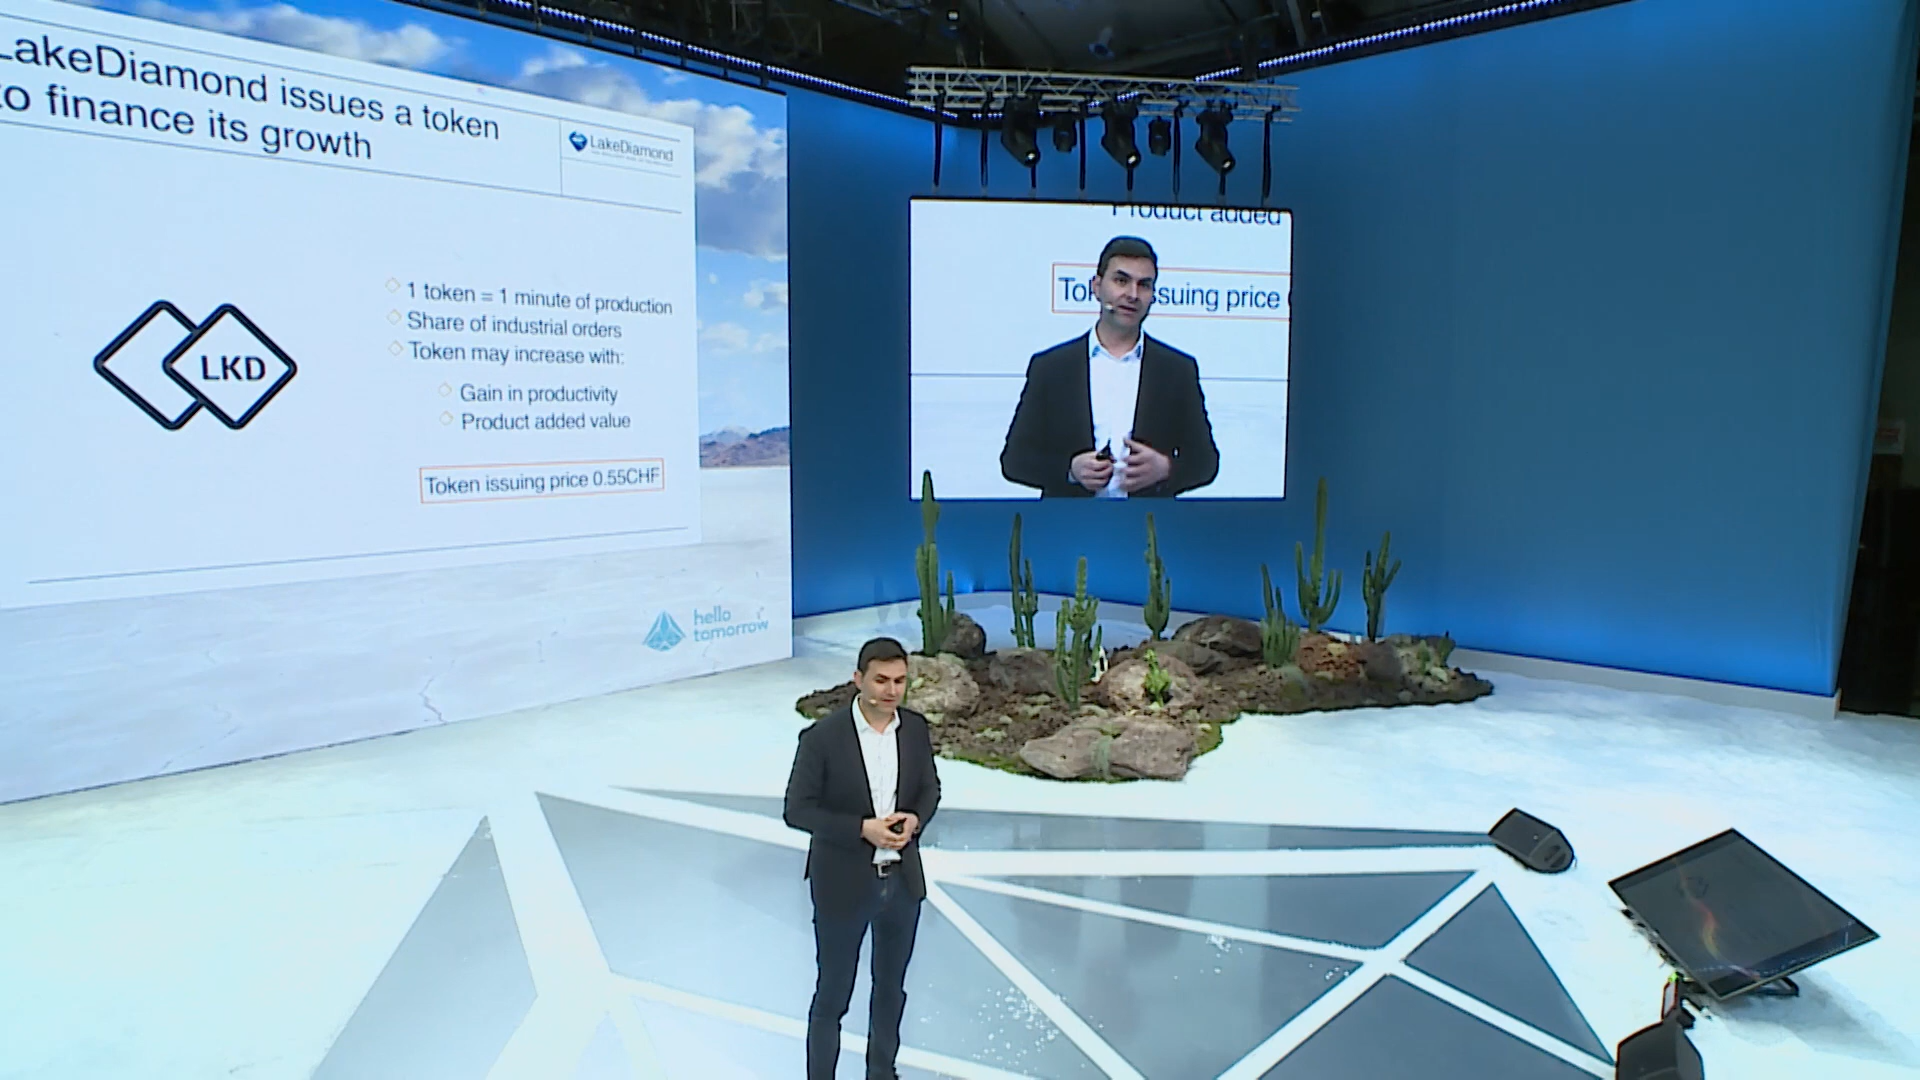 LakeDiamond issues a token
to finance its growth
LakeDiamond
LKD
1 token = 1 minute of production
Share of industrial orders
Token may increase with:
Gain in productivity
Product added value
Token issuing price 0.55CHF
hello
tomorrow
Product added
Token issuing price